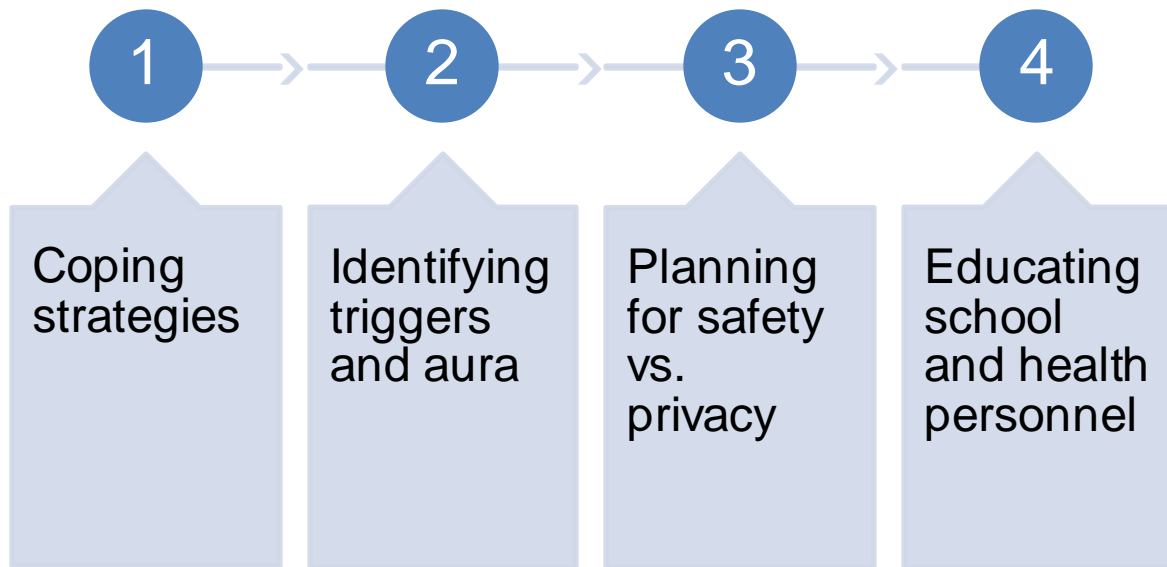 1
2
3
4
Coping
strategies
Identifying
triggers
and aura
Planning
for safety
vs.
privacy
Educating
school
and health
personnel